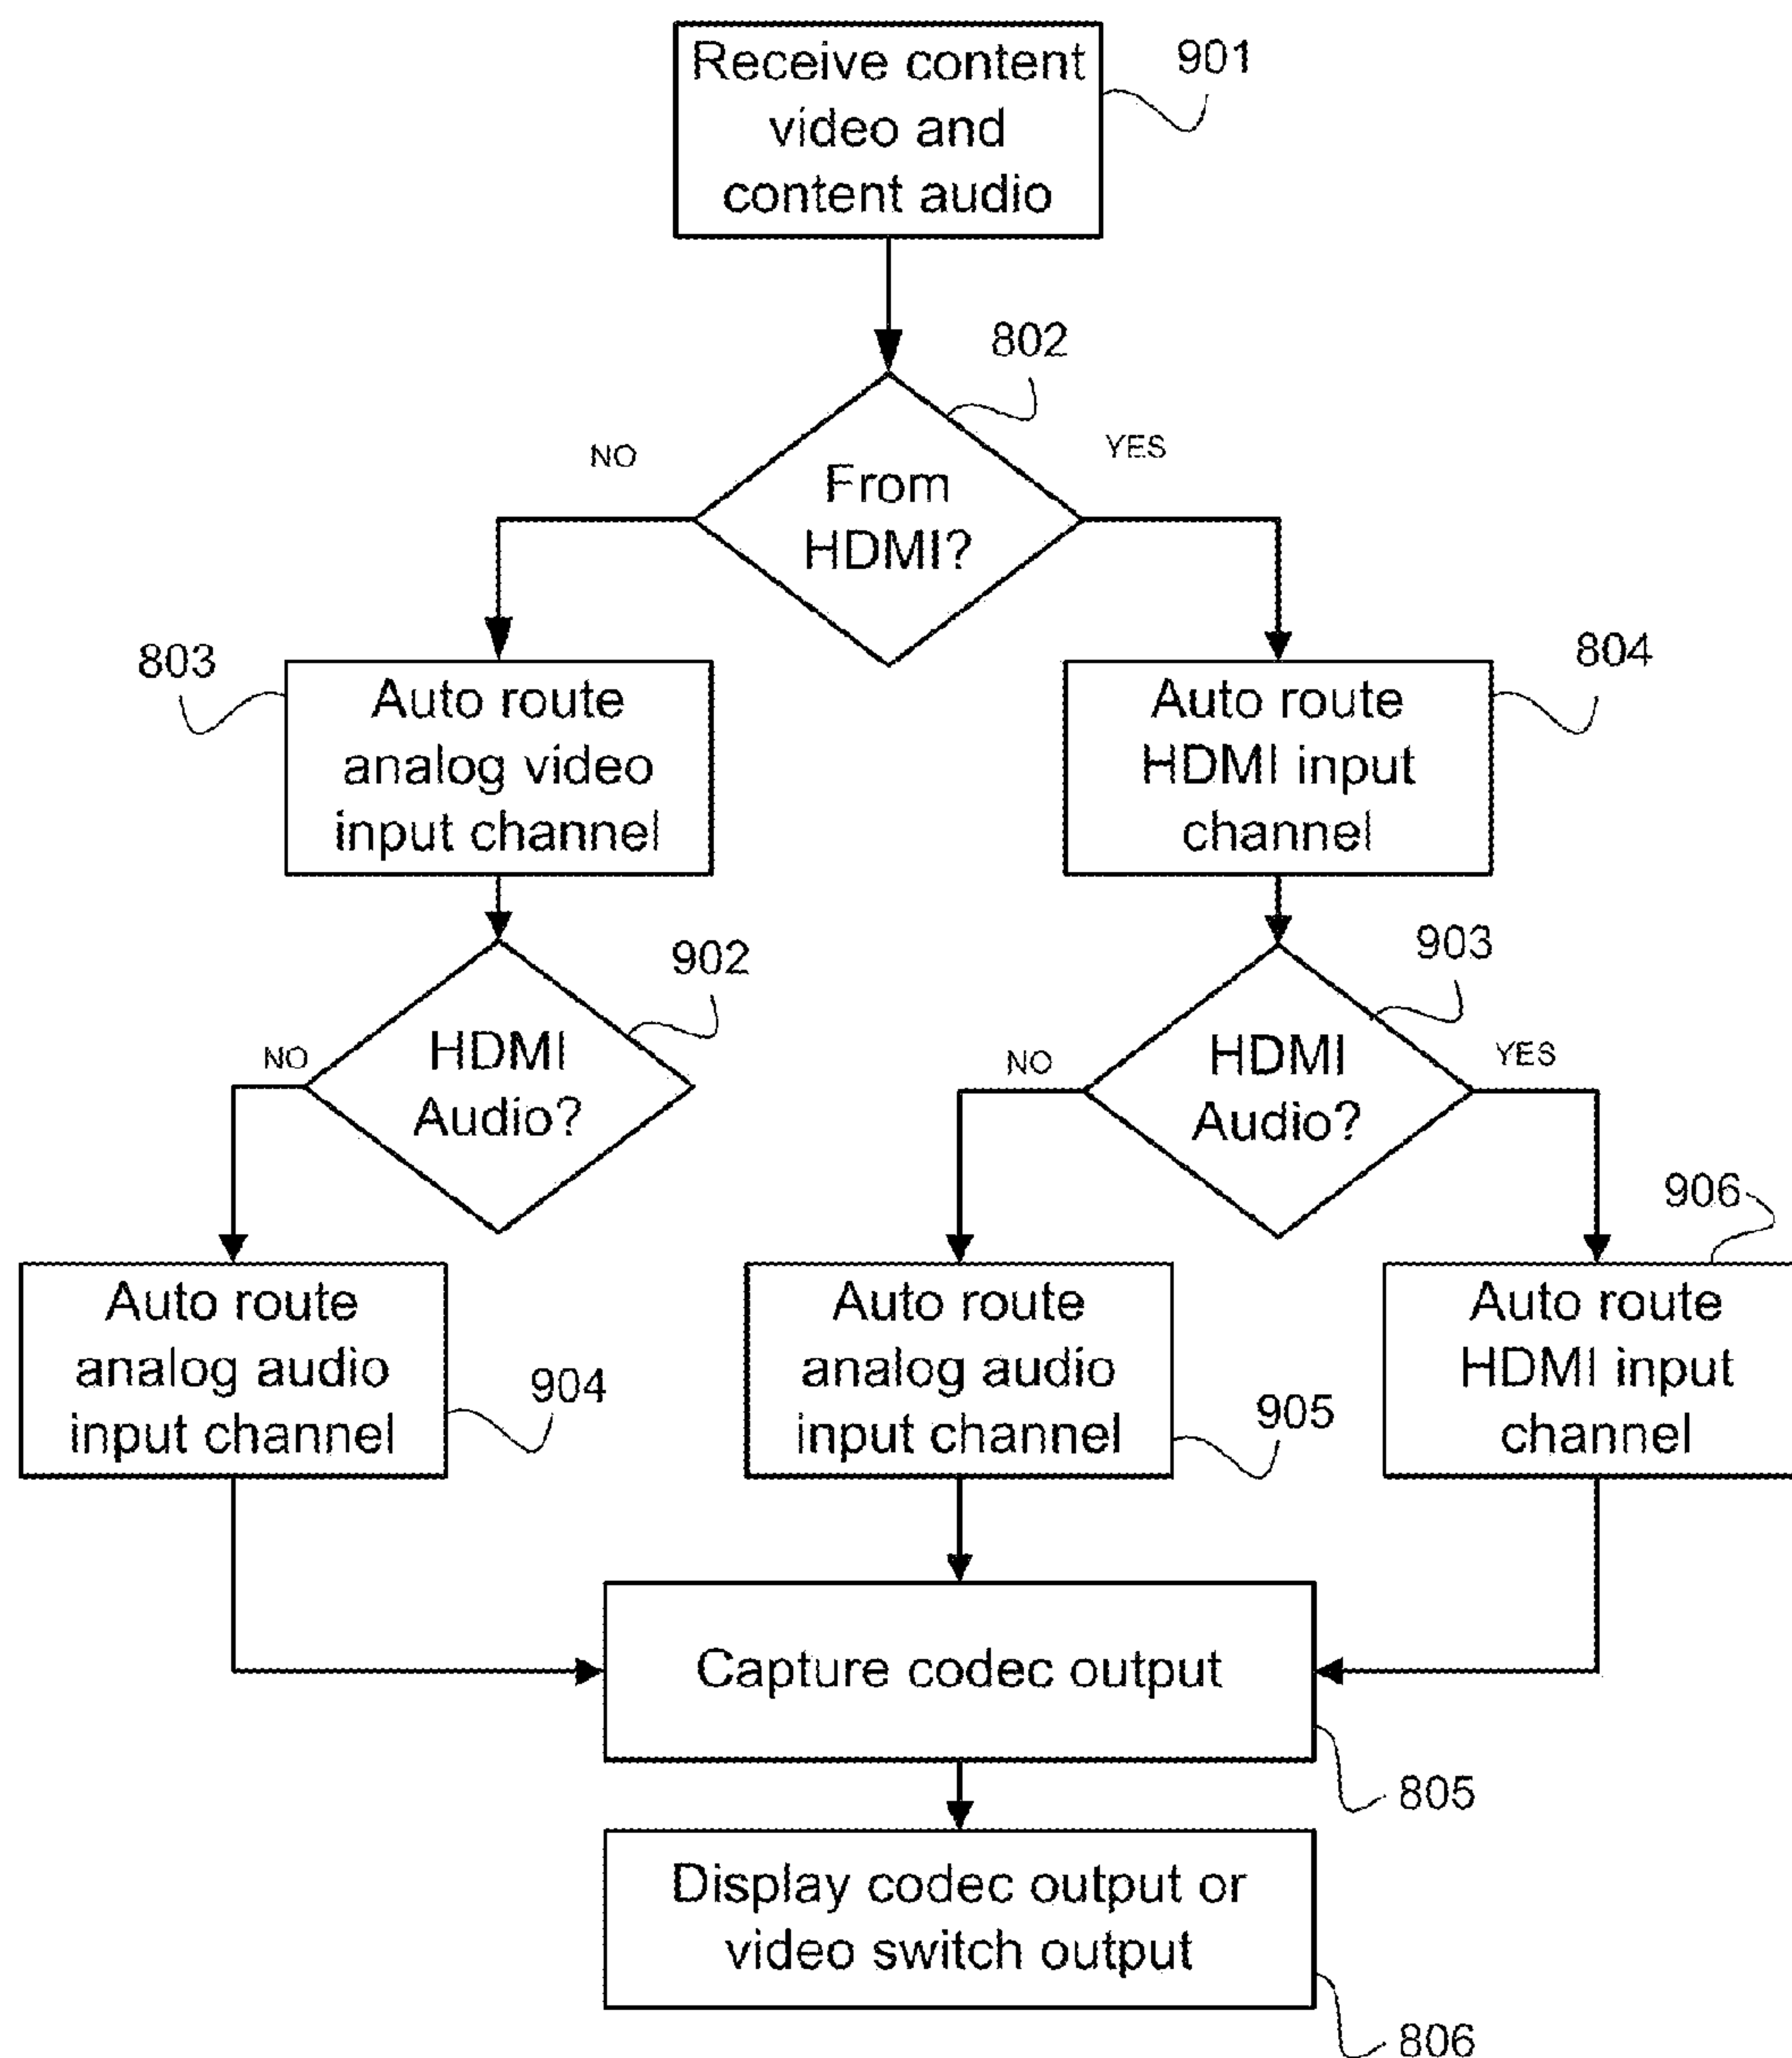 Receive content
video and
content audio
901
802
NO
YES
From
HDMI?
803
Auto route
analog video
input channel
804
Auto route
HDMI input
channel
902
NO
HDMI
Audio?
903
NO
YES
HDMI
Audio?
906
Auto route
analog audio
input channel
904
Auto route
analog audio
input channel
905
Auto route
HDMI input
channel
Capture codec output
805
Display codec output or
video switch output
806